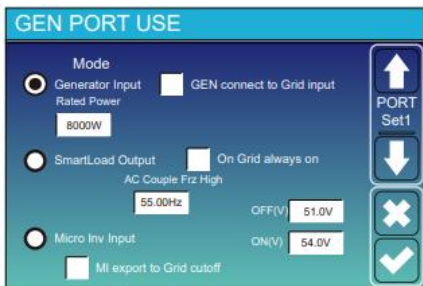 GEN PORT USE
Mode
Generator Input
GEN connect to Grid input
Rated Power
8000W
PORT
Set1
SmartLoad Output
On Grid always on
AC Couple Frz High
55.00Hz
OFF(V)
51.0V
Micro Inv Input
ON(V)
54.0V
MI export to Grid cutoff